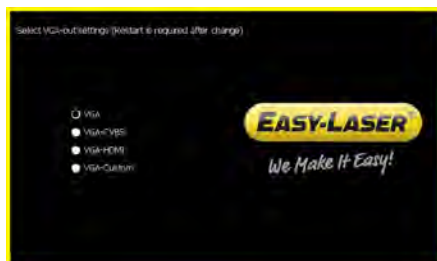 Select VGA-out settings (Restart is required after change)
VGA
VGA-CVBS
VGA-HDMI
VGA-Custom
EASY-LASER®
We Make It Easy!